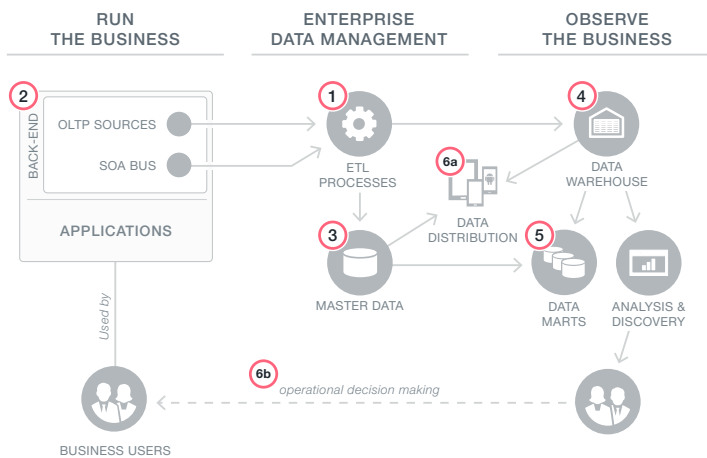 RUN
THE BUSINESS
ENTERPRISE
DATA MANAGEMENT
OBSERVE
THE BUSINESS
2
BACK-END
OLTP SOURCES
SOA BUS
APPLICATIONS
1
ETL
PROCESSES
4
DATA
WAREHOUSE
6a
DATA
DISTRIBUTION
3
MASTER DATA
5
DATA
MARTS
ANALYSIS &
DISCOVERY
Used by
6b
operational decision making
BUSINESS USERS